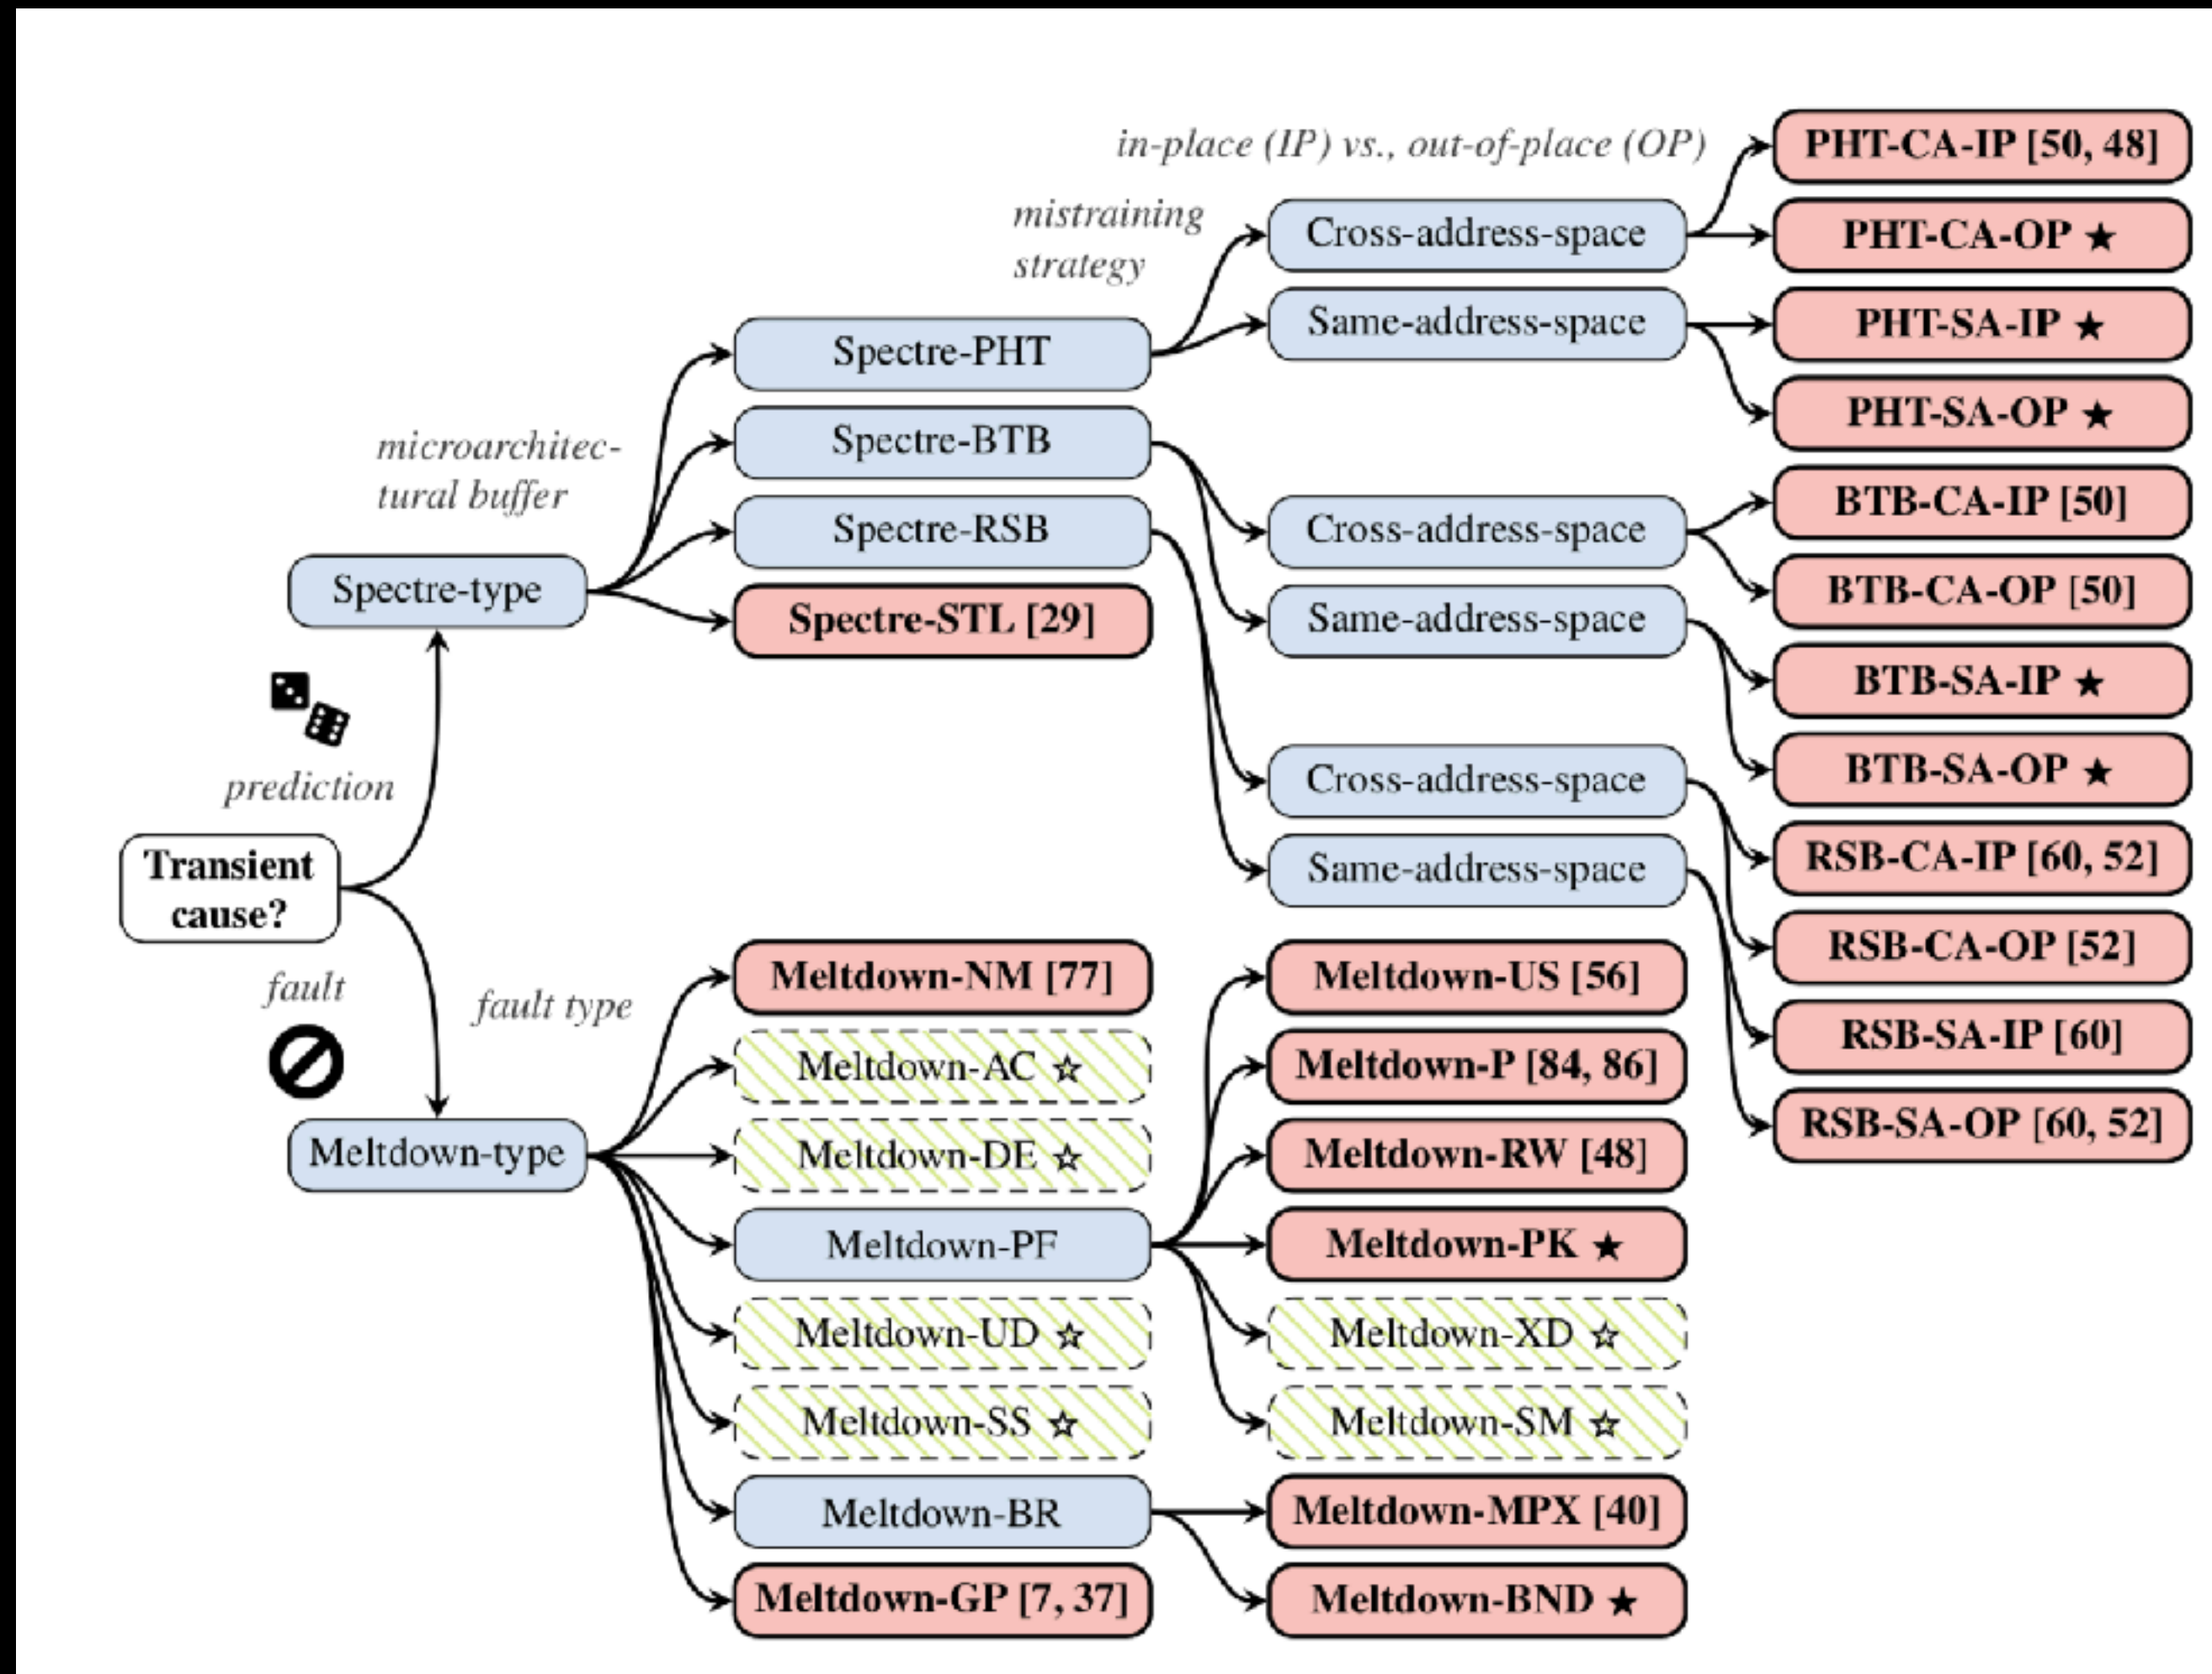 in-place (IP) vs., out-of-place (OP)
mistraining
strategy
microarchitec-
tural buffer
prediction
Transient
cause?
fault
fault type
Spectre-type
Meltdown-type
Spectre-PHT
Spectre-BTB
Spectre-RSB
Spectre-STL [29]
Meltdown-NM [77]
Meltdown-AC ☆
Meltdown-DE ☆
Meltdown-PF
Meltdown-UD ☆
Meltdown-SS ☆
Meltdown-BR
Meltdown-GP [7, 37]
Cross-address-space
Same-address-space
Cross-address-space
Same-address-space
Cross-address-space
Same-address-space
Meltdown-US [56]
Meltdown-P [84, 86]
Meltdown-RW [48]
Meltdown-PK ★
Meltdown-XD ☆
Meltdown-SM ☆
Meltdown-MPX [40]
Meltdown-BND ★
PHT-CA-IP [50, 48]
PHT-CA-OP ★
PHT-SA-IP ★
PHT-SA-OP ★
BTB-CA-IP [50]
BTB-CA-OP [50]
BTB-SA-IP ★
BTB-SA-OP ★
RSB-CA-IP [60, 52]
RSB-CA-OP [52]
RSB-SA-IP [60]
RSB-SA-OP [60, 52]